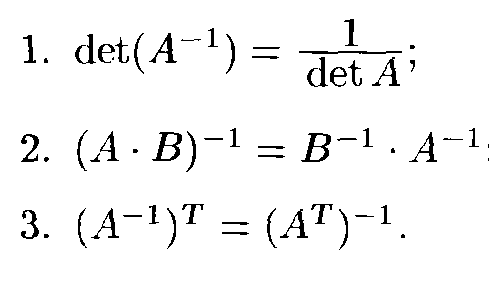 1. det(A⁻¹) = 1/det A;
2. (A · B)⁻¹ = B⁻¹ · A⁻¹;
3. (A⁻¹)ᵀ = (Aᵀ)⁻¹.